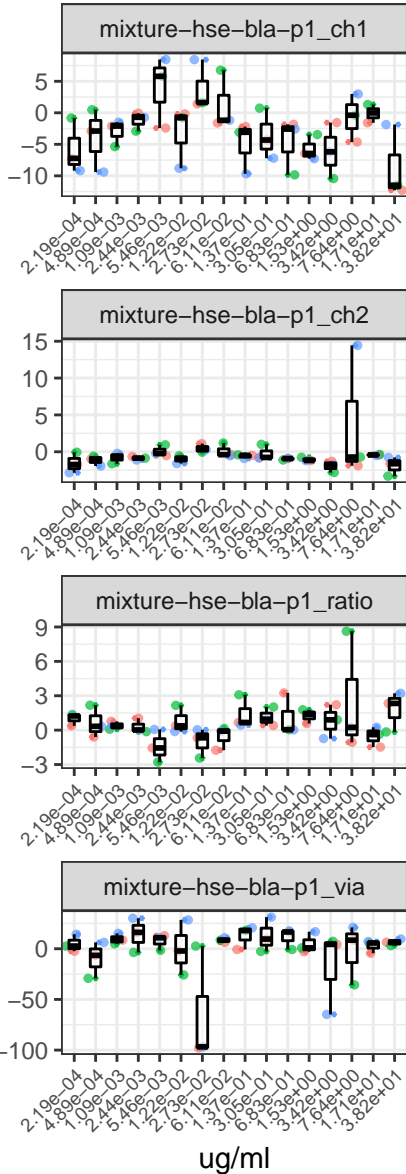 mixture-hse-bla-p1_ch1
5
0
−5
−10
2.19e−04
4.89e−04
1.09e−03
2.44e−03
5.46e−03
1.22e−02
2.73e−02
6.11e−02
1.37e−01
3.05e−01
6.83e−01
1.53e+00
3.42e+00
7.64e+00
1.71e+01
3.82e+01
mixture-hse-bla-p1_ch2
15
10
5
0
2.19e−04
4.89e−04
1.09e−03
2.44e−03
5.46e−03
1.22e−02
2.73e−02
6.11e−02
1.37e−01
3.05e−01
6.83e−01
1.53e+00
3.42e+00
7.64e+00
1.71e+01
3.82e+01
mixture-hse-bla-p1_ratio
9
6
3
0
−3
2.19e−04
4.89e−04
1.09e−03
2.44e−03
5.46e−03
1.22e−02
2.73e−02
6.11e−02
1.37e−01
3.05e−01
6.83e−01
1.53e+00
3.42e+00
7.64e+00
1.71e+01
3.82e+01
mixture-hse-bla-p1_via
0
−50
−100
2.19e−04
4.89e−04
1.09e−03
2.44e−03
5.46e−03
1.22e−02
2.73e−02
6.11e−02
1.37e−01
3.05e−01
6.83e−01
1.53e+00
3.42e+00
7.64e+00
1.71e+01
3.82e+01
ug/ml